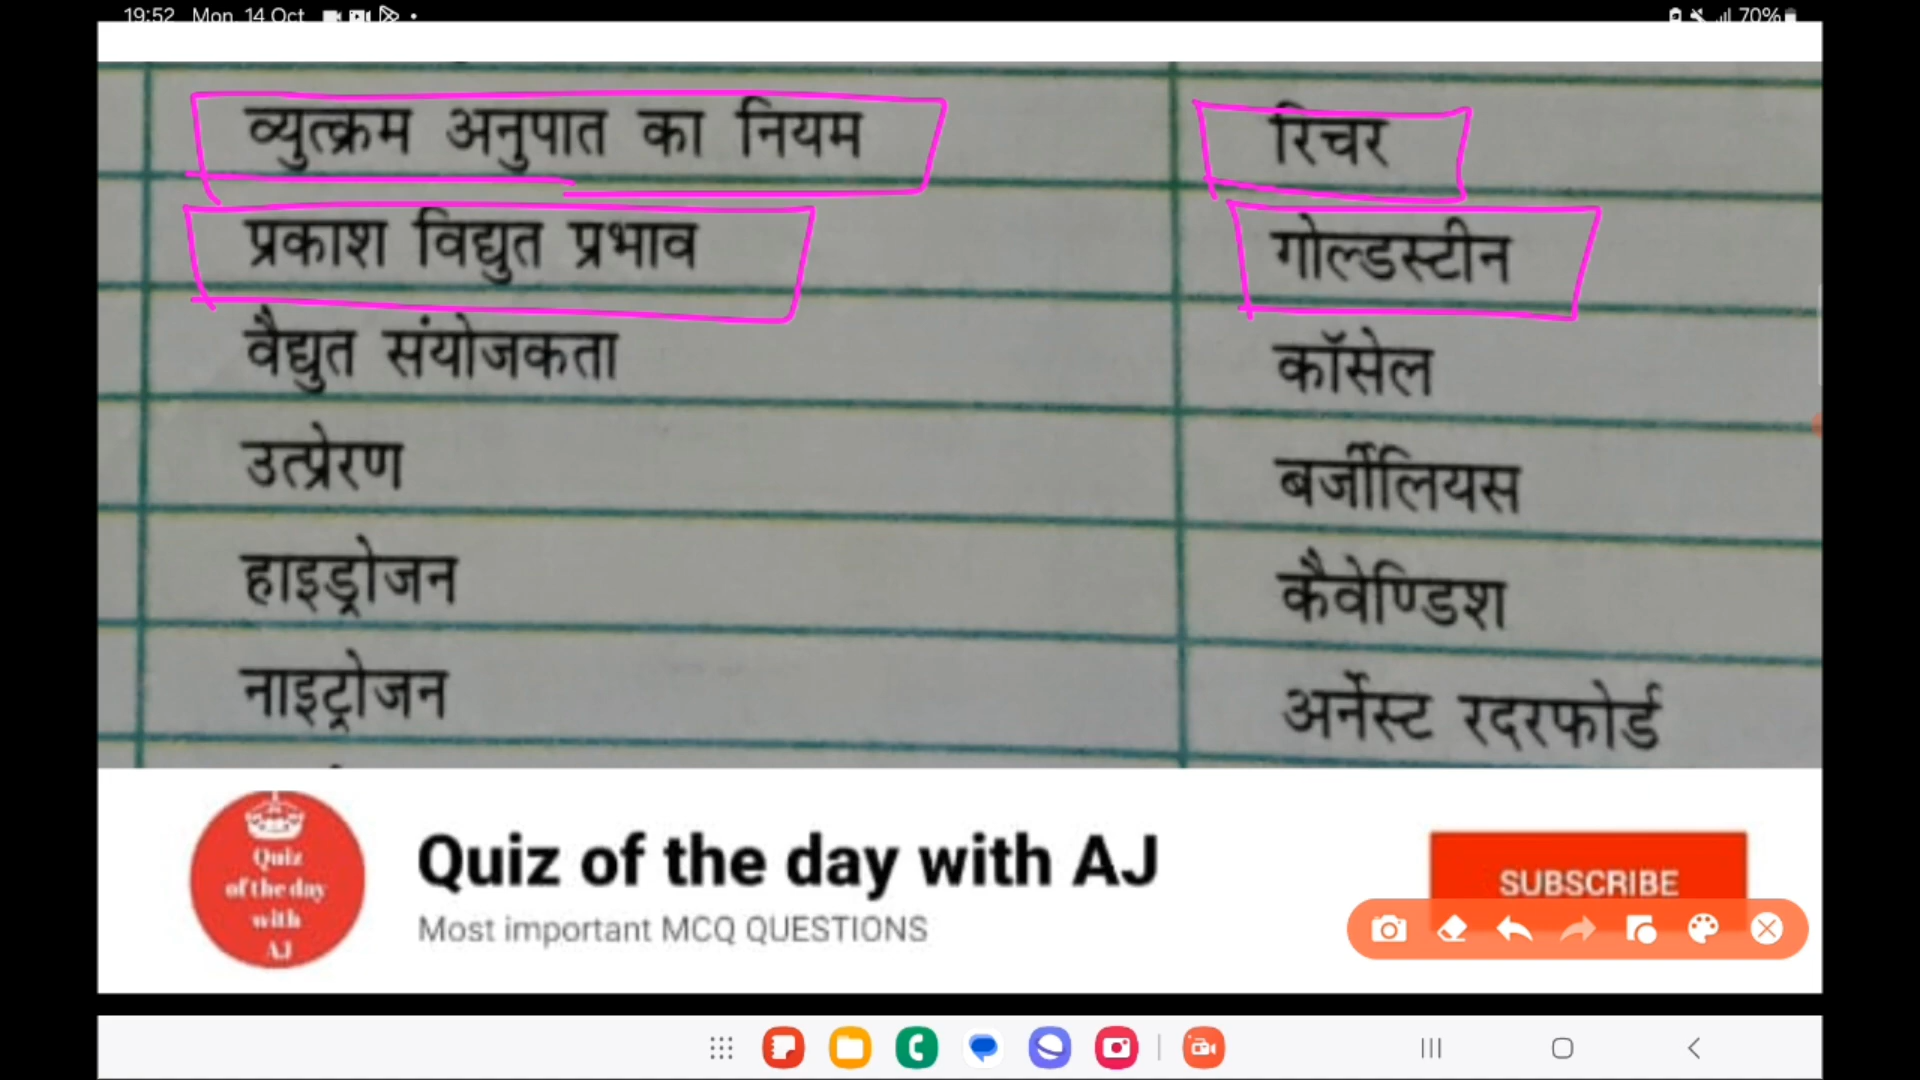 19:52 Mon, 14 Oct 70%
व्युत्क्रम अनुपात का नियम रिचर
प्रकाश विद्युत प्रभाव गोल्डस्टीन
वैद्युत संयोजकता कॉसेल
उत्प्रेरण बर्जीलियस
हाइड्रोजन कैवेण्डिश
नाइट्रोजन अर्नेस्ट रदरफोर्ड
Quiz
of the day
with
AJ
Quiz of the day with AJ
Most important MCQ QUESTIONS
SUBSCRIBE